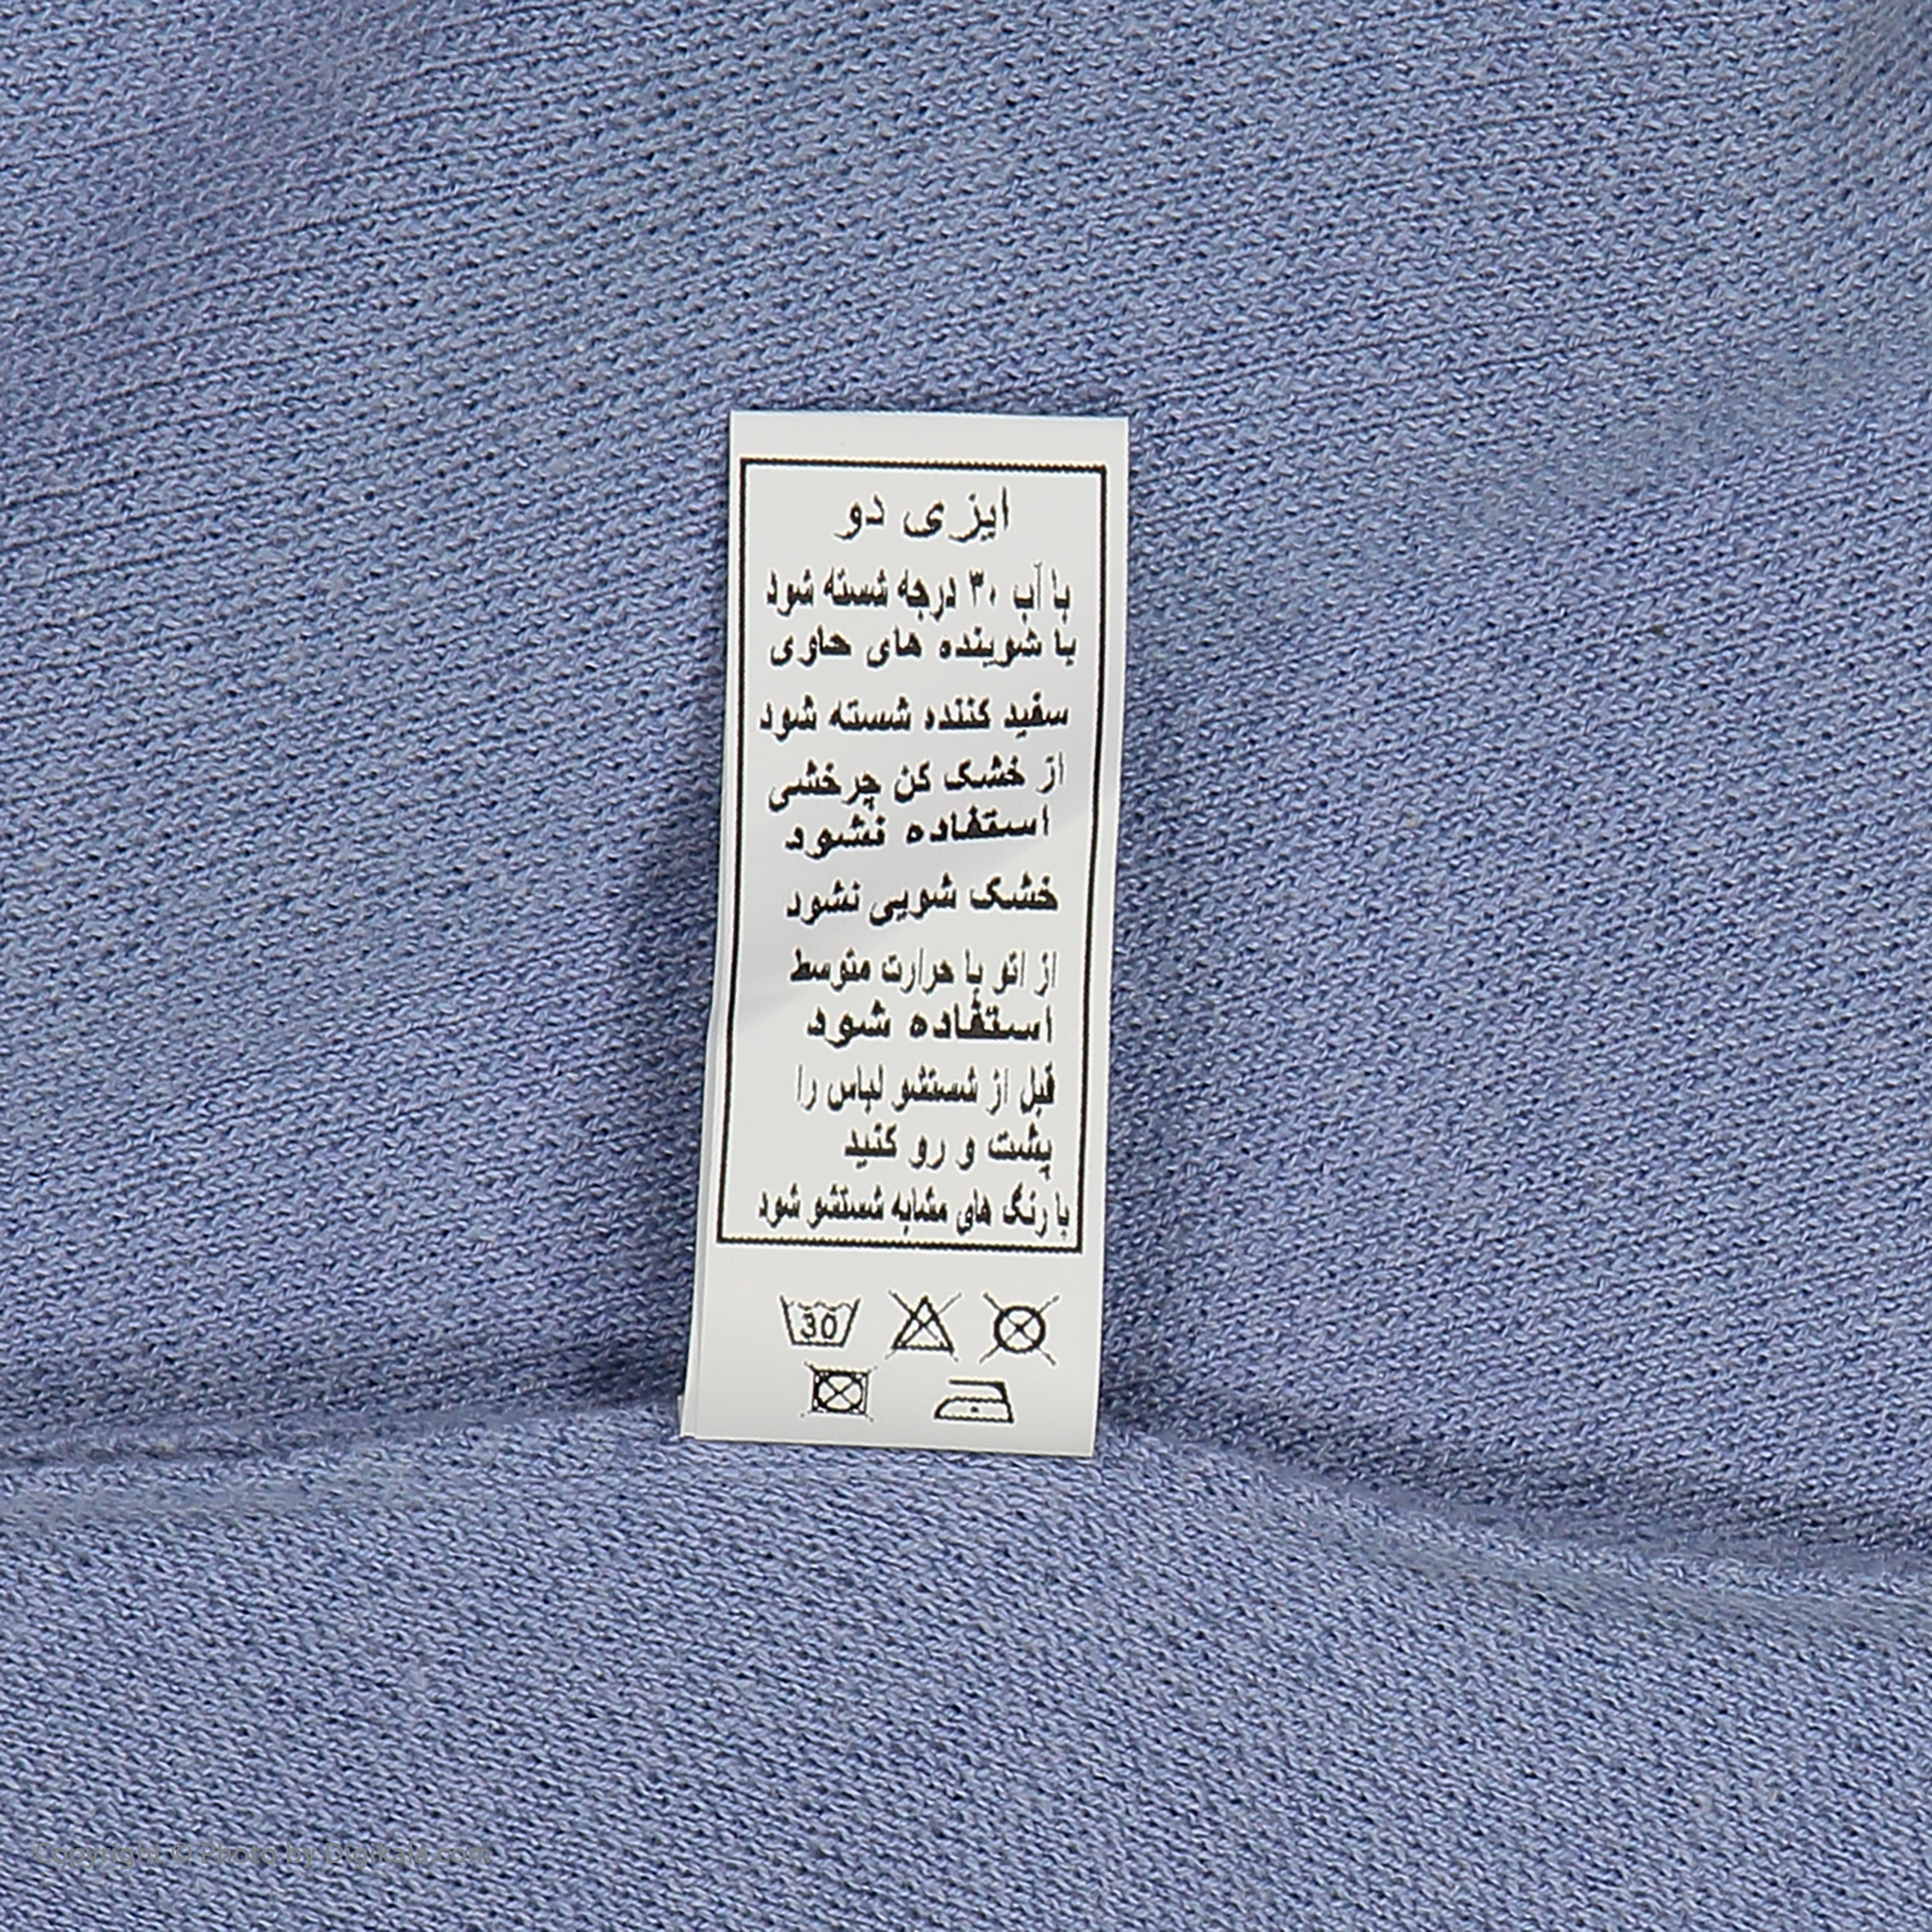 ایزی دو
با آب ۳۰ درجه شسته شود
با شوینده های حاوی
سفید کننده شسته شود
از خشک کن چرخشی
استفاده نشود
خشک شویی نشود
از اتو با حرارت متوسط
استفاده شود
قبل از شستشو لباس را
پشت و رو کنید
با رنگ های مشابه شستشو شود
30
Copyright © Photo by Digikala.com